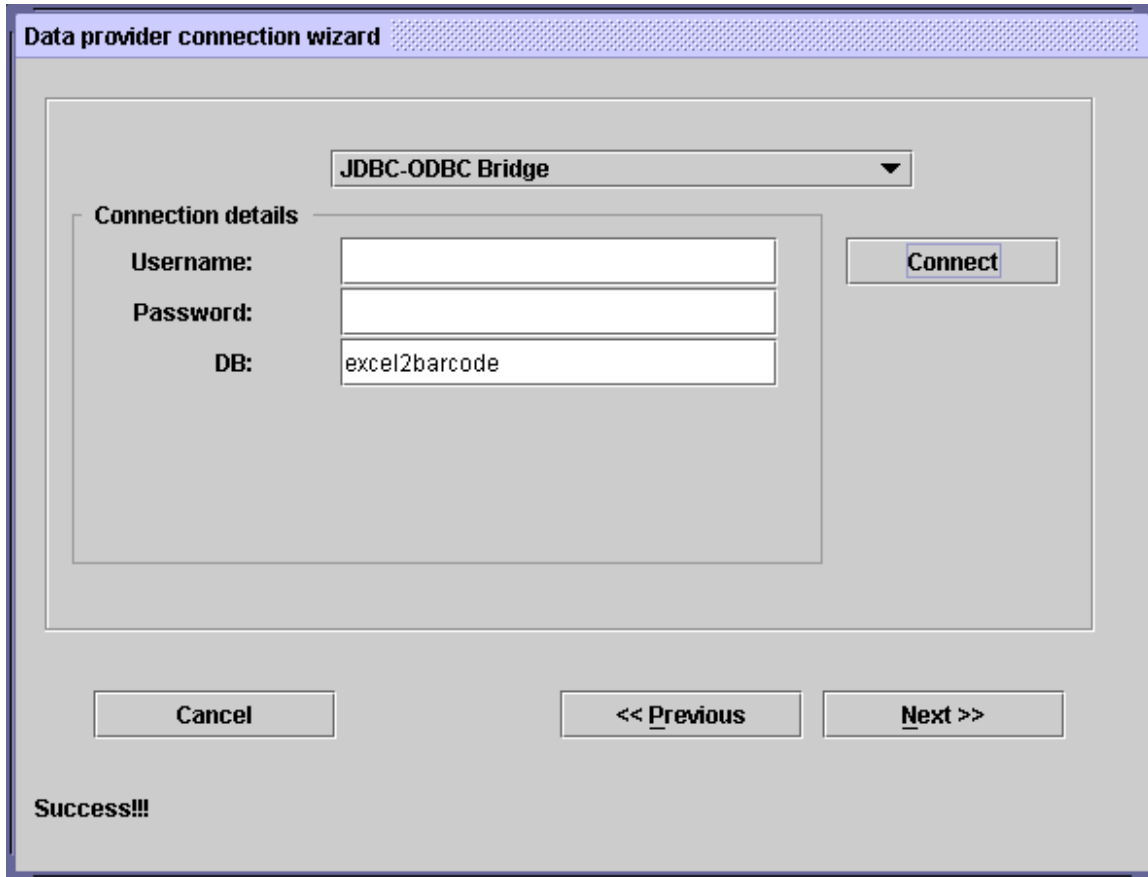 Data provider connection wizard
JDBC-ODBC Bridge
Connection details
Username:
Connect
Password:
DB: excel2barcode
Cancel << Previous Next >>
Success!!!